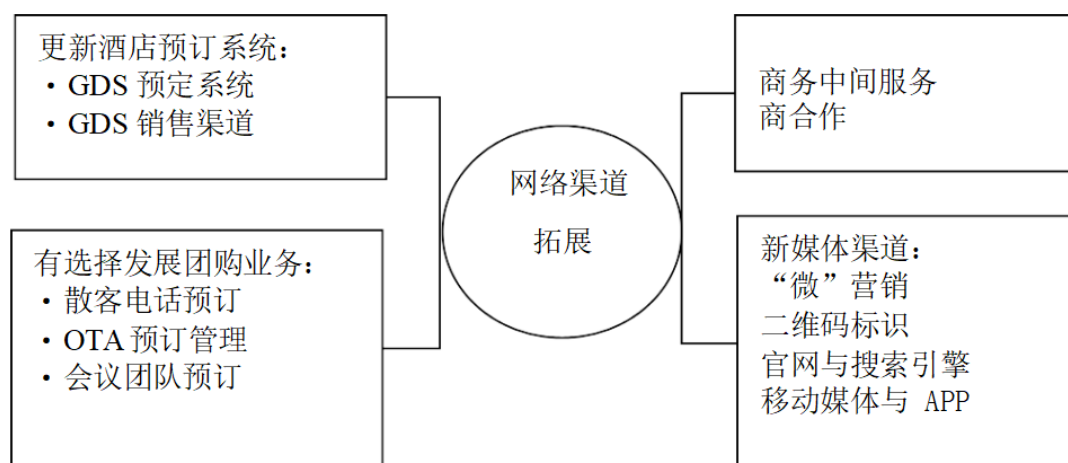 更新酒店预订系统：
·GDS 预定系统
·GDS 销售渠道
商务中间服务
商合作
网络渠道
拓展
有选择发展团购业务：
·散客电话预订
·OTA 预订管理
·会议团队预订
新媒体渠道：
“微”营销
二维码标识
官网与搜索引擎
移动媒体与 APP